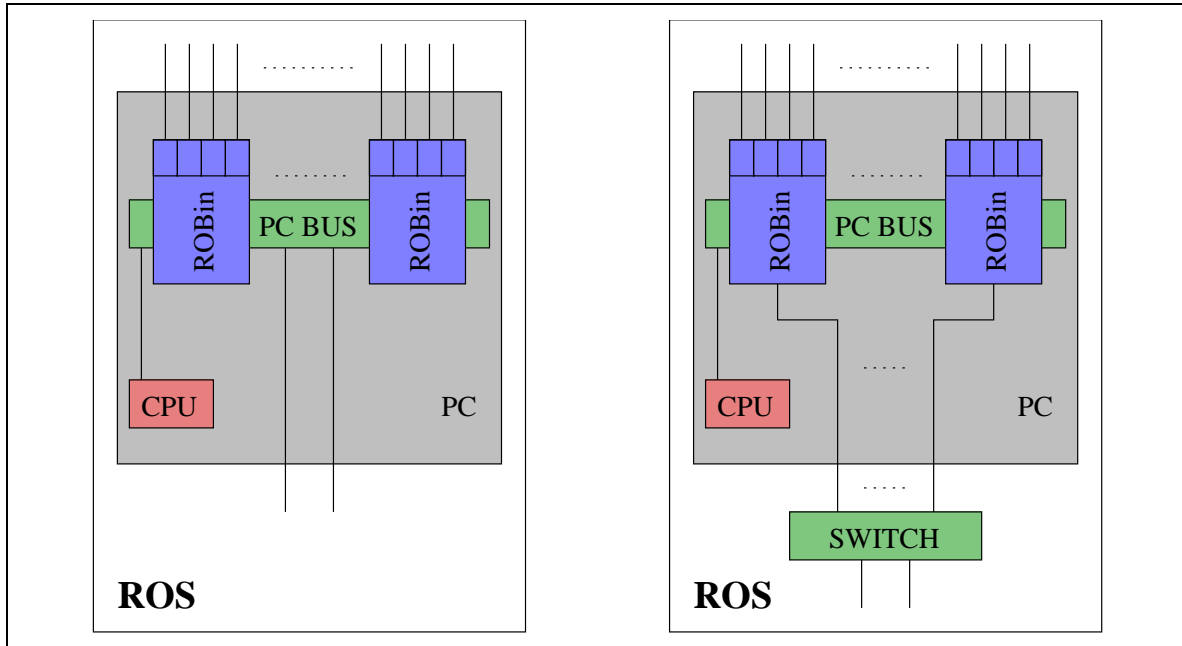 ROBin
PC BUS
ROBin
CPU
PC
ROS
ROBin
PC BUS
ROBin
CPU
PC
SWITCH
ROS